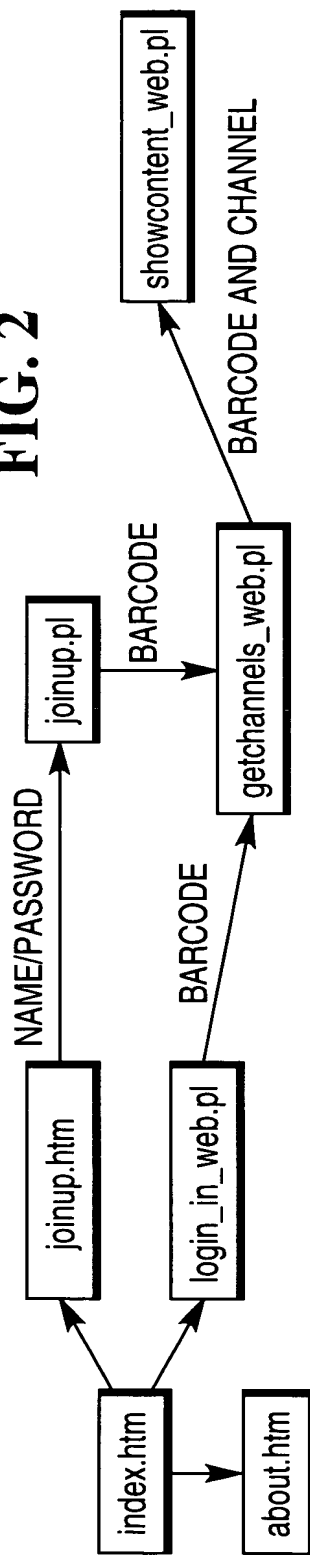 FIG. 2
index.htm
about.htm
joinup.htm
login_in_web.pl
NAME/PASSWORD
BARCODE
joinup.pl
BARCODE
getchannels_web.pl
BARCODE AND CHANNEL
showcontent_web.pl